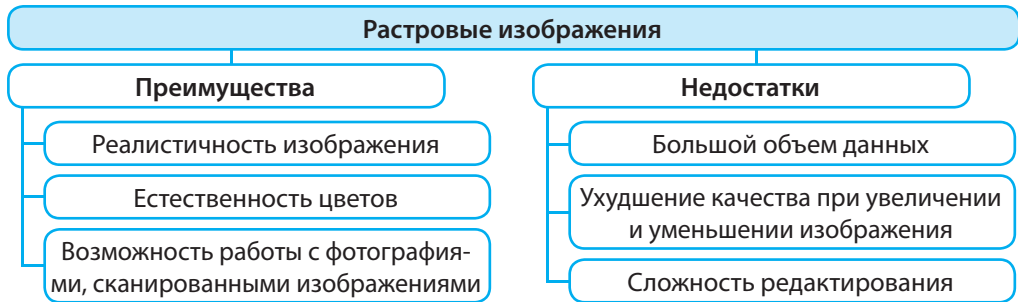 Растровые изображения
Преимущества
Реалистичность изображения
Естественность цветов
Возможность работы с фотография-
ми, сканированными изображениями
Недостатки
Большой объем данных
Ухудшение качества при увеличении
и уменьшении изображения
Сложность редактирования